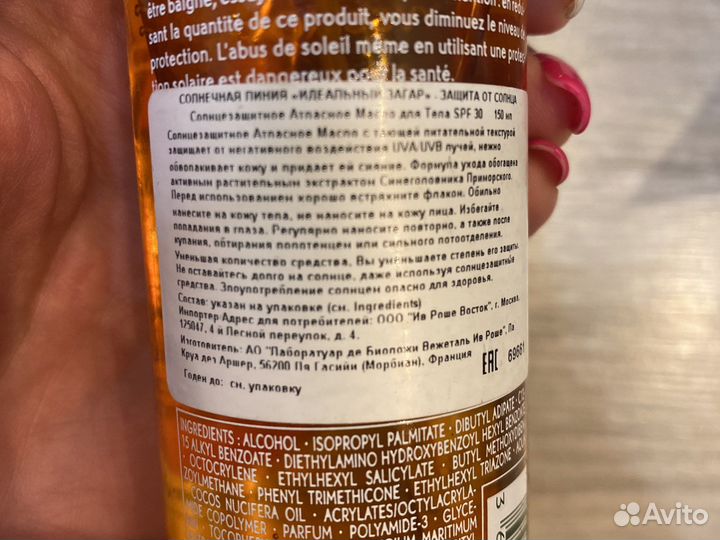 être baigné, essuy
sant la quantité de ce produit, vous diminuez le niveau de
protection. L'abus de soleil même en utilisant une protec-
tion solaire est dangereux pour la santé.
СОЛНЕЧНАЯ ЛИНИЯ «ИДЕАЛЬНЫЙ ЗАГАР» - ЗАЩИТА ОТ СОЛНЦА
Солнцезащитное Атласное Масло для Тела SPF 30 150 мл
Солнцезащитное Атласное Масло с тающей питательной текстурой
защищает от негативного воздействия UVA/UVB лучей, нежно
обволакивает кожу и придает ей сияние. Формула ухода обогащена
активным растительным экстрактом Синеголовника Приморского.
Перед использованием хорошо встряхните флакон. Обильно
нанесите на кожу тела, не наносите на кожу лица. Избегайте
попадания в глаза. Регулярно наносите повторно, а также после
купания, обтирания полотенцем или сильного потоотделения.
Уменьшая количество средства, Вы уменьшаете степень его защиты.
Не оставайтесь долго на солнце, даже используя солнцезащитные
средства. Злоупотребление солнцем опасно для здоровья.
Состав: указан на упаковке (см. Ingredients)
Импортер/Адрес для потребителей: ООО "Ив Роше Восток", г. Москва,
125047, 4 й Лесной переулок, д. 4.
Изготовитель: АО "Лаборатуар де Биоложи Вежеталь Ив Роше", Ла
Круа дез Аршер, 56200 Ля Гасийи (Морбиан), Франция EAC 69661
Годен до: см. упаковку
INGREDIENTS : ALCOHOL • ISOPROPYL PALMITATE • DIBUTYL ADIPATE • C12
15 ALKYL BENZOATE • DIETHYLAMINO HYDROXYBENZOYL HEXYL BENZOA
• OCTOCRYLENE • ETHYLHEXYL SALICYLATE • BUTYL METHOXYDIBEN
ZOYLMETHANE • PHENYL TRIMETHICONE • ETHYLHEXYL TRIAZONE •
COCOS NUCIFERA OIL • ACRYLATES/OCTYLACRYLA-
MIDE COPOLYMER • PARFUM • POLYAMIDE-3 • GLYCE-
TOCOPHE MARITIMUM
Avito